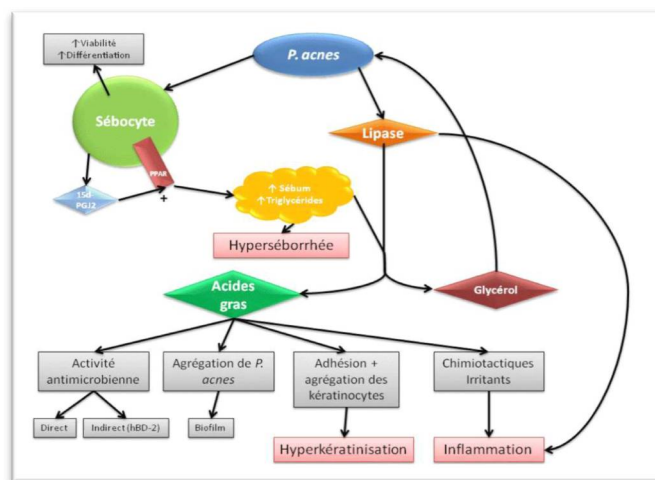 ↑Viabilité
↑Différentiation
P. acnes
Sébocyte
Lipase
PPAR
15d
PGJ2
+
↑ Sébum
↑Triglycérides
Hyperséborrhée
Acides
gras
Glycérol
Activité
antimicrobienne
Agrégation de P.
acnes
Adhésion +
agrégation des
kératinocytes
Chimiotactiques
Irritants
Direct
Indirect (hBD-2)
Biofilm
Hyperkératinisation
Inflammation